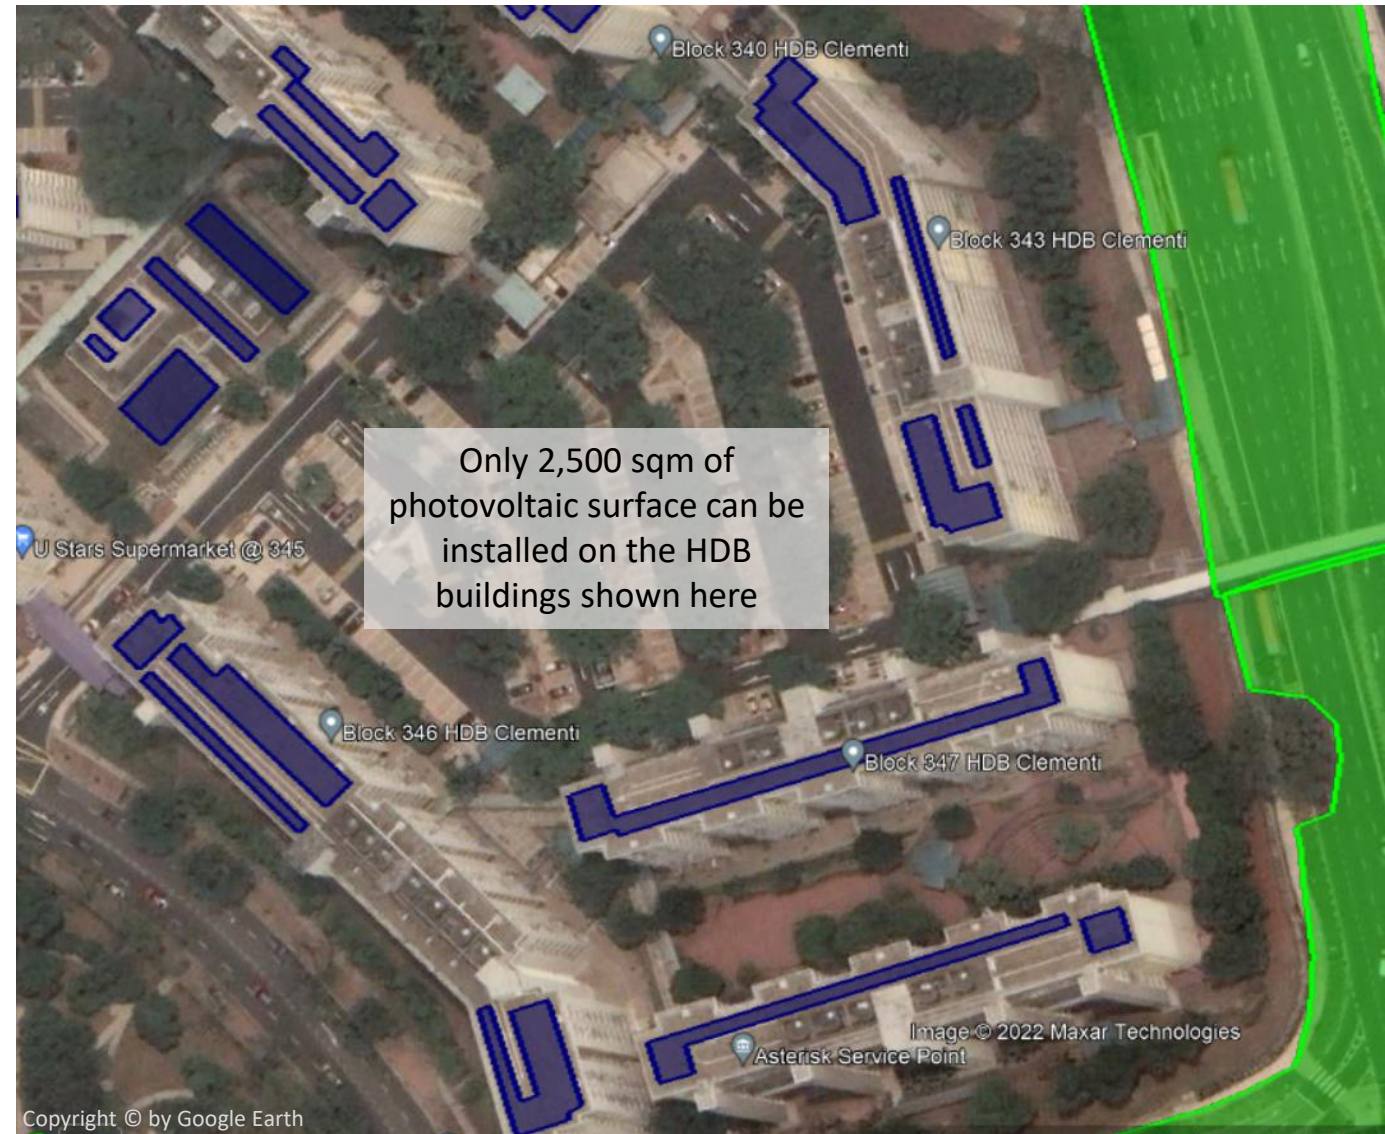 Block 340 HDB Clementi
Block 343 HDB Clementi
Only 2,500 sqm of
photovoltaic surface can be
installed on the HDB
buildings shown here
U Stars Supermarket @ 345
Block 346 HDB Clementi
Block 347 HDB Clementi
Image © 2022 Maxar Technologies
Asterisk Service Point
Copyright © by Google Earth